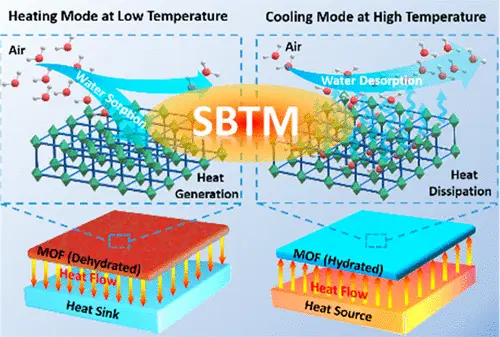 Heating Mode at Low Temperature
Air
Water Sorption
Heat
Generation
MOF (Dehydrated)
Heat Flow
Heat Sink
SBTM
Cooling Mode at High Temperature
Air
Water Desorption
Heat
Dissipation
MOF (Hydrated)
Heat Flow
Heat Source